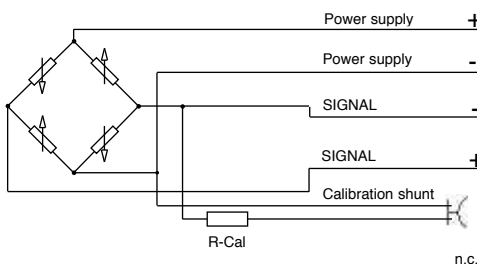 Power supply +
Power supply -
SIGNAL -
SIGNAL +
Calibration shunt
R-Cal
n.c.